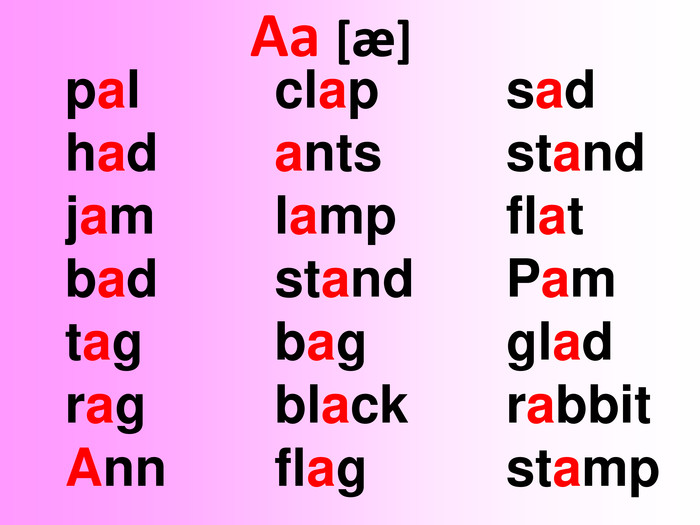 Aa [æ]
pal clap sad
had ants stand
jam lamp flat
bad stand Pam
tag bag glad
rag black rabbit
Ann flag stamp